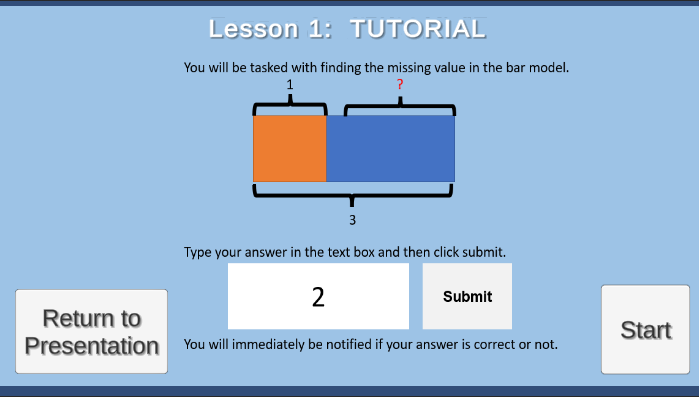 Lesson 1:  TUTORIAL
You will be tasked with finding the missing value in the bar model.
1
?
3
Type your answer in the text box and then click submit.
2
Submit
Return to
Presentation
Start
You will immediately be notified if your answer is correct or not.